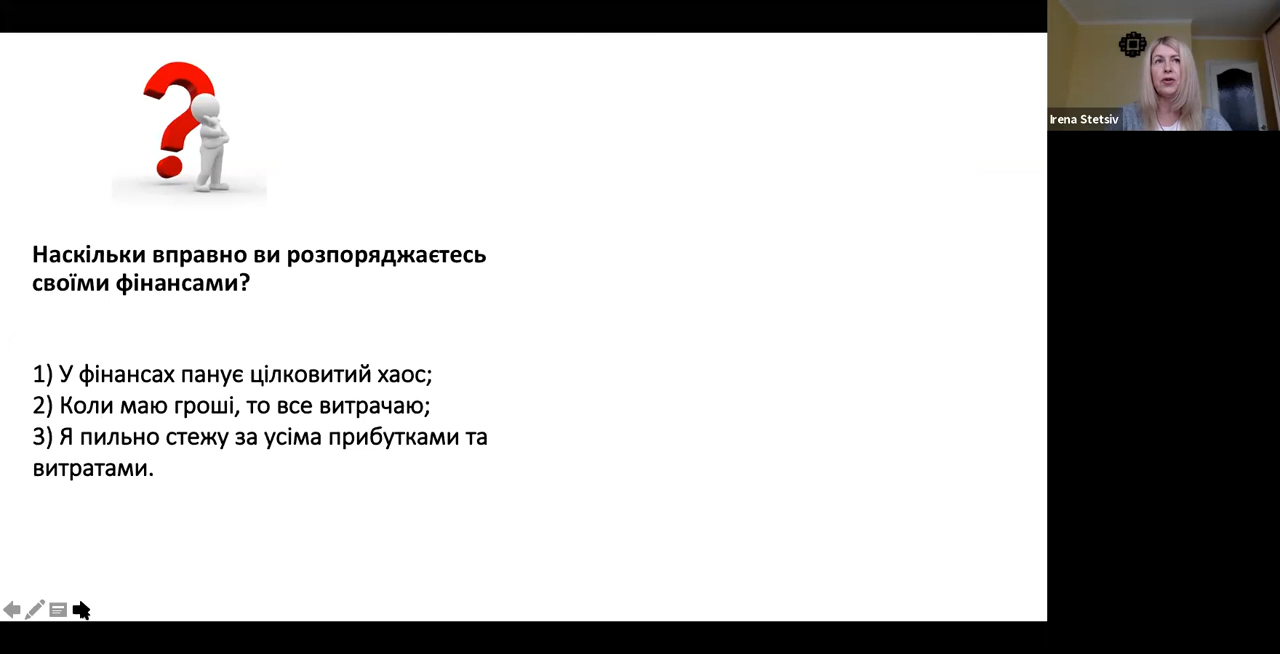 Наскільки вправно ви розпоряджаєтесь
своїми фінансами?
1) У фінансах панує цілковитий хаос;
2) Коли маю гроші, то все витрачаю;
3) Я пильно стежу за усіма прибутками та
витратами.
Irena Stetsiv